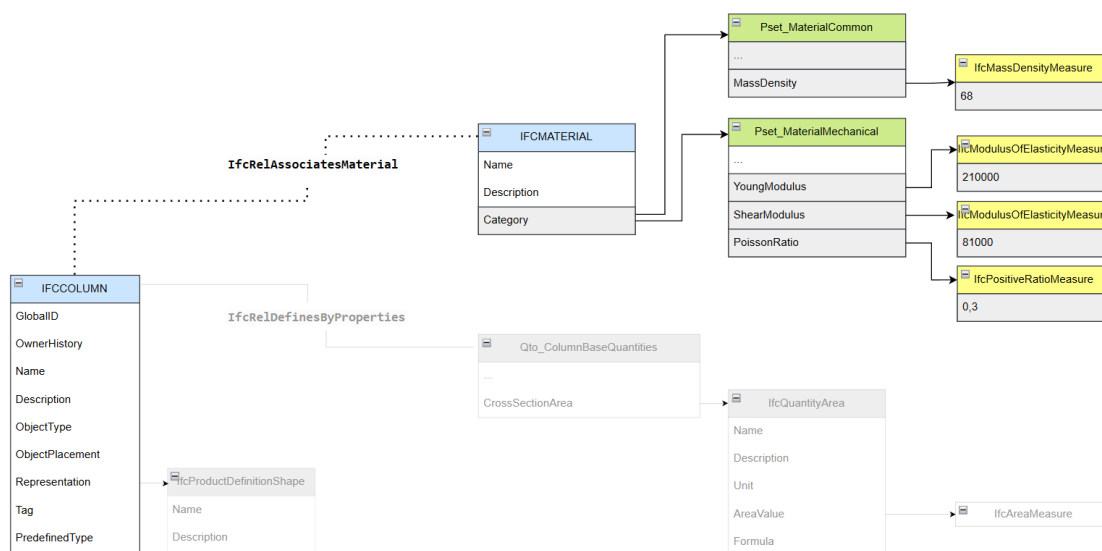 Pset_MaterialCommon
...
MassDensity
IfcMassDensityMeasure
68
IFCMATERIAL
Name
Description
Category
Pset_MaterialMechanical
...
YoungModulus
ShearModulus
PoissonRatio
IfcModulusOfElasticityMeasur
210000
IfcModulusOfElasticityMeasur
81000
IfcPositiveRatioMeasure
0,3
IfcRelAssociatesMaterial
IFCCOLUMN
GlobalID
OwnerHistory
Name
Description
ObjectType
ObjectPlacement
Representation
Tag
PredefinedType
IfcRelDefinesByProperties
Qto_ColumnBaseQuantities
...
CrossSectionArea
IfcQuantityArea
Name
Description
Unit
AreaValue
Formula
IfcAreaMeasure
IfcProductDefinitionShape
Name
Description